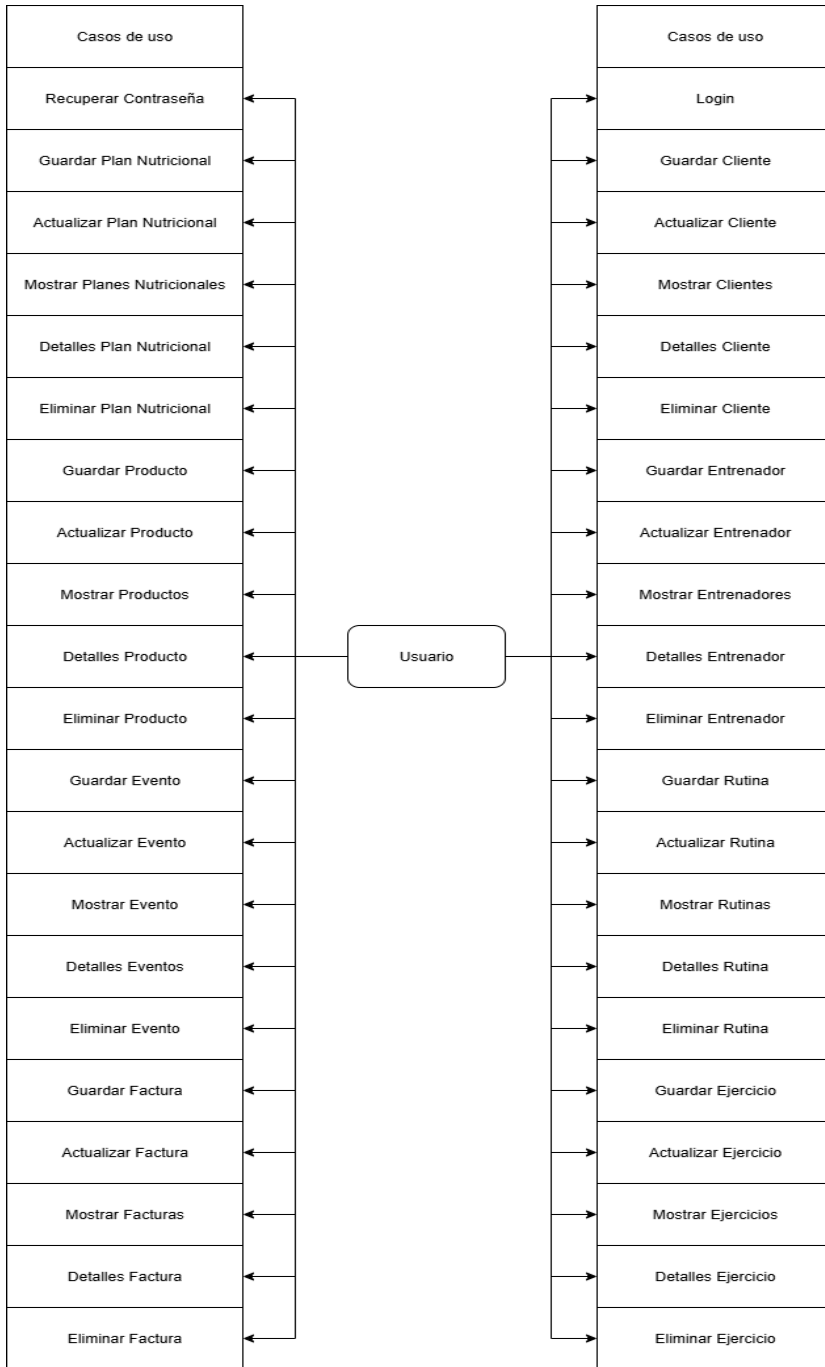 Casos de uso
Recuperar Contraseña
Guardar Plan Nutricional
Actualizar Plan Nutricional
Mostrar Planes Nutricionales
Detalles Plan Nutricional
Eliminar Plan Nutricional
Guardar Producto
Actualizar Producto
Mostrar Productos
Detalles Producto
Eliminar Producto
Guardar Evento
Actualizar Evento
Mostrar Evento
Detalles Eventos
Eliminar Evento
Guardar Factura
Actualizar Factura
Mostrar Facturas
Detalles Factura
Eliminar Factura
Usuario
Casos de uso
Login
Guardar Cliente
Actualizar Cliente
Mostrar Clientes
Detalles Cliente
Eliminar Cliente
Guardar Entrenador
Actualizar Entrenador
Mostrar Entrenadores
Detalles Entrenador
Eliminar Entrenador
Guardar Rutina
Actualizar Rutina
Mostrar Rutinas
Detalles Rutina
Eliminar Rutina
Guardar Ejercicio
Actualizar Ejercicio
Mostrar Ejercicios
Detalles Ejercicio
Eliminar Ejercicio